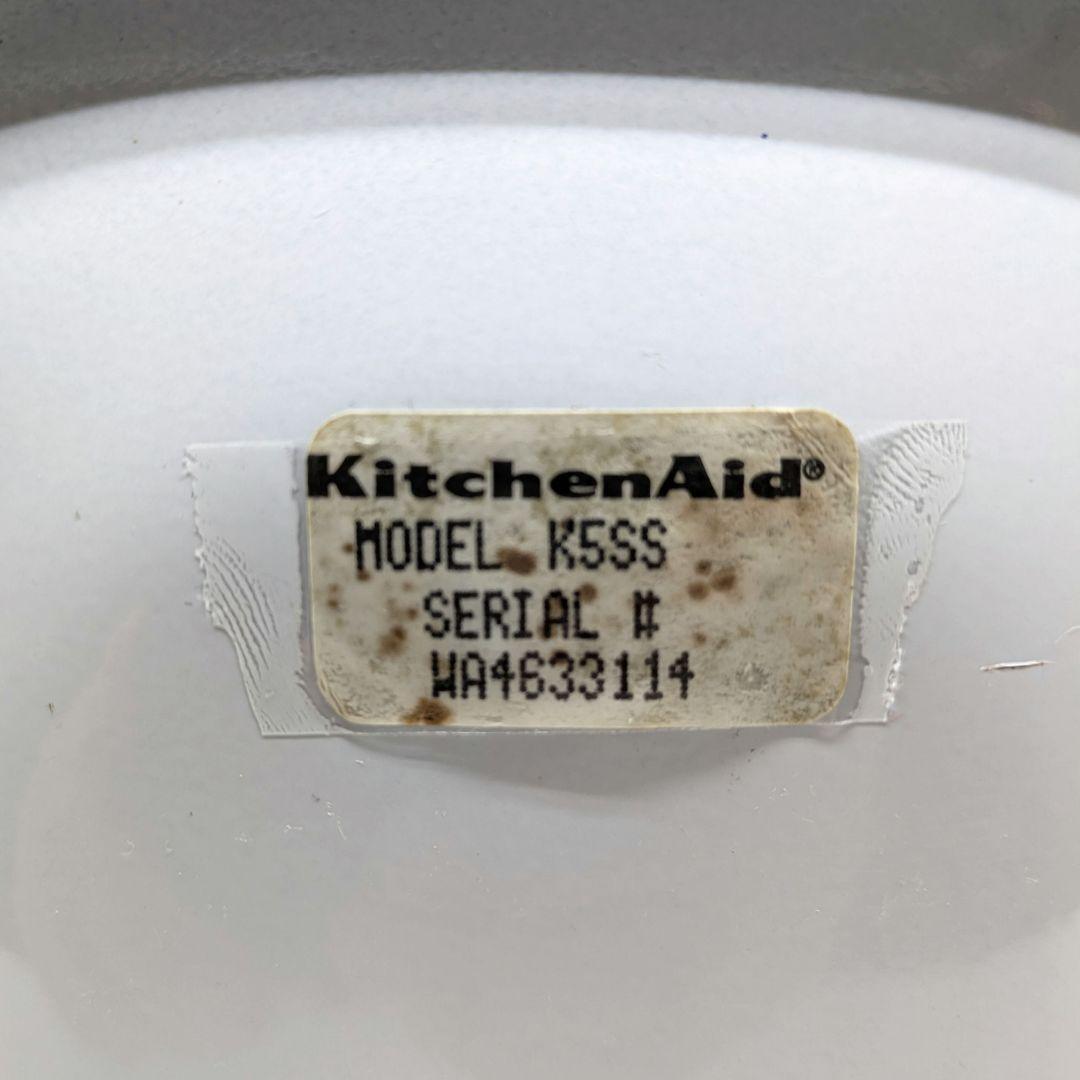 KitchenAid®
MODEL K5SS
SERIAL #
WA4633114